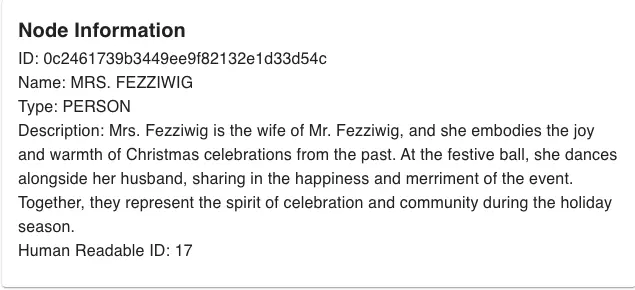 Node Information
ID: 0c2461739b3449ee9f82132e1d33d54c
Name: MRS. FEZZIWIG
Type: PERSON
Description: Mrs. Fezziwig is the wife of Mr. Fezziwig, and she embodies the joy
and warmth of Christmas celebrations from the past. At the festive ball, she dances
alongside her husband, sharing in the happiness and merriment of the event.
Together, they represent the spirit of celebration and community during the holiday
season.
Human Readable ID: 17